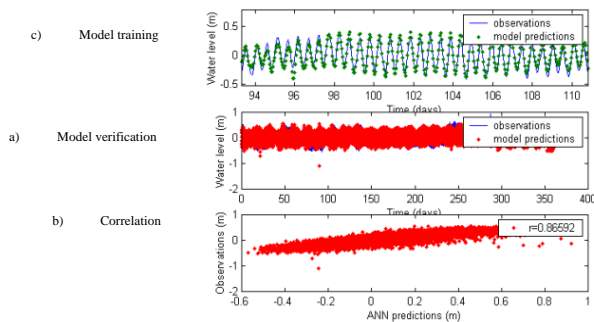 c) Model training
Water level (m)
0.5
0
-0.5
observations
model predictions
94 96 98 100 102 104 106 108 110
Time (days)
a) Model verification
Water level (m)
1
0
-1
-2
observations
model predictions
0 50 100 150 200 250 300 350 400
Time (days)
b) Correlation
Observations (m)
1
0
-1
-2
r=0.86592
-0.6 -0.4 -0.2 0 0.2 0.4 0.6 0.8 1
ANN predictions (m)